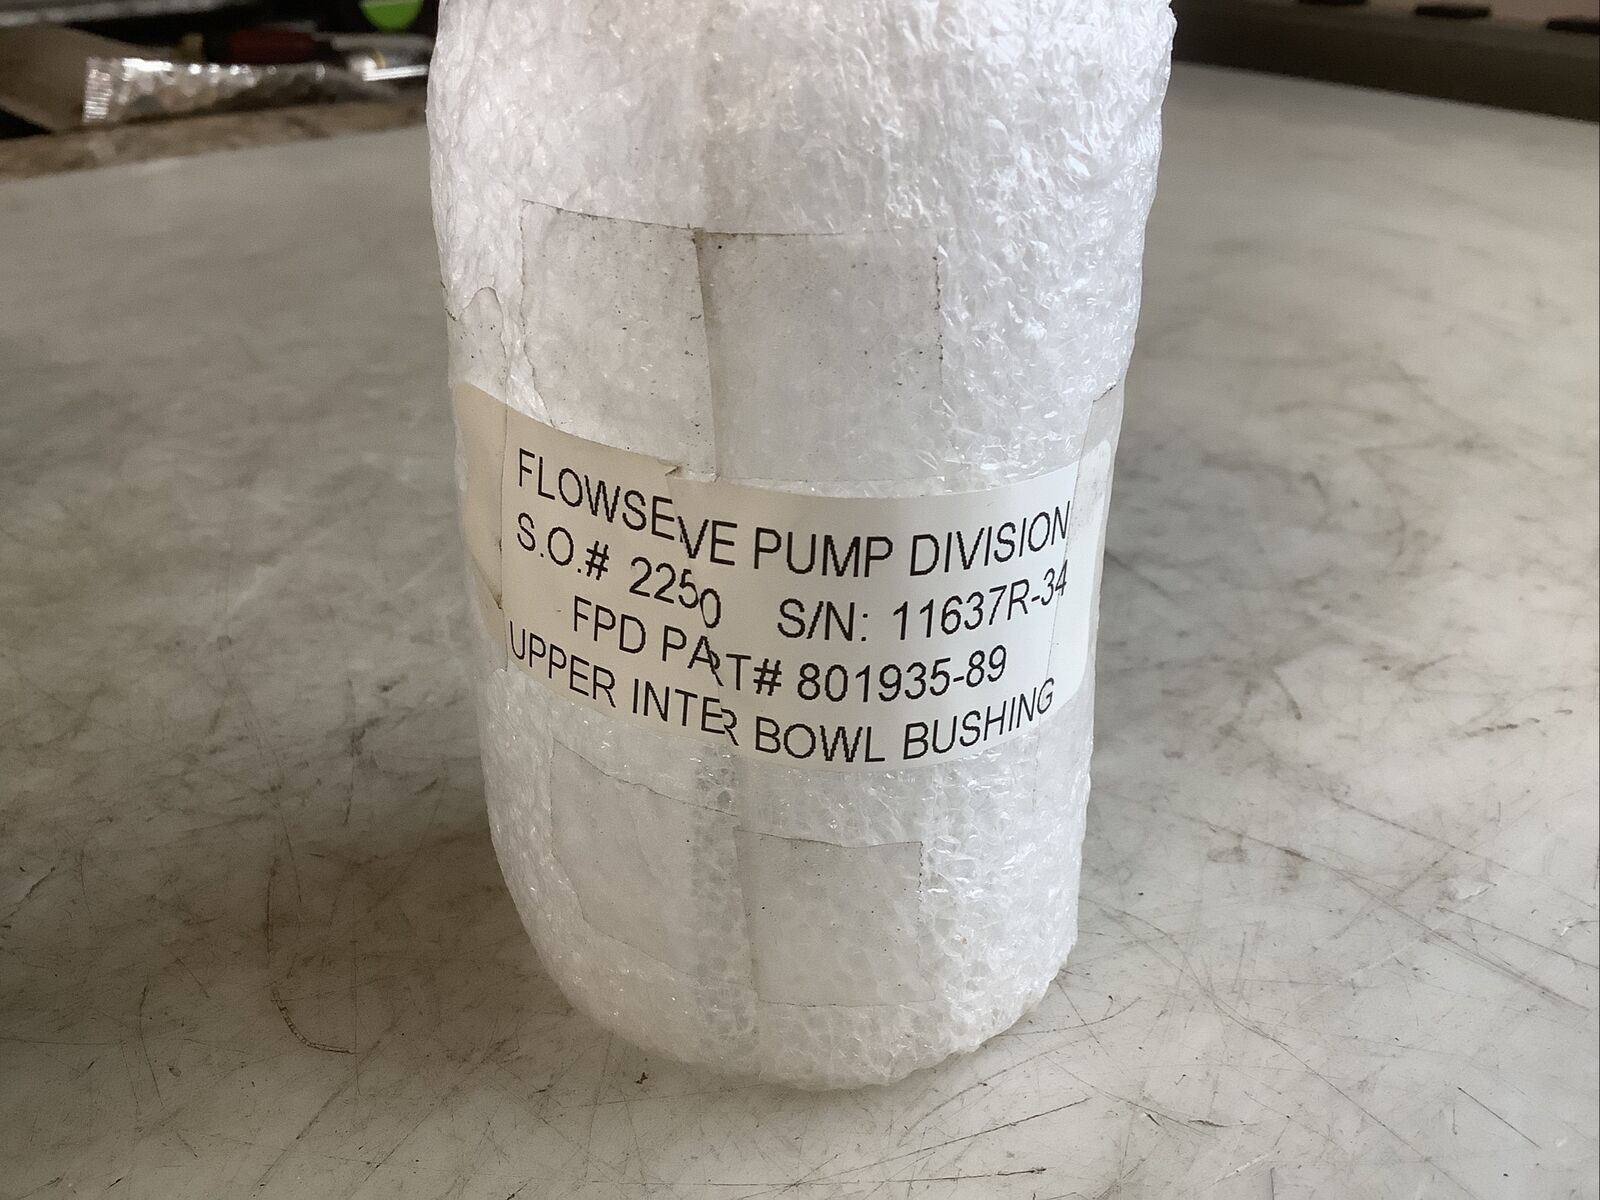 FLOWSEVE PUMP DIVISION
S.O.# 2250 S/N: 11637R-34
FPD PART# 801935-89
UPPER INTER BOWL BUSHING